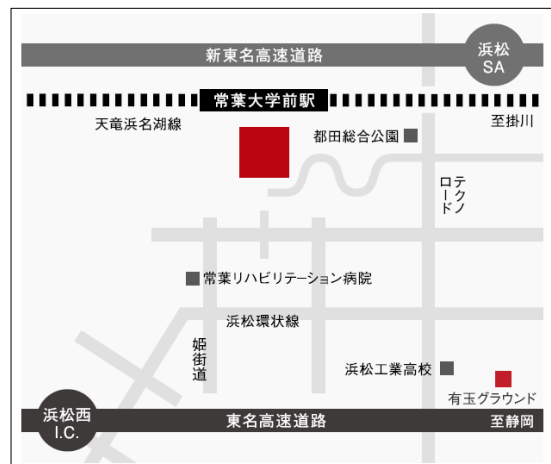 新東名高速道路
浜松
SA
常葉大学前駅
天竜浜名湖線
至掛川
都田総合公園
テクノ
ロード
常葉リハビリテーション病院
浜松環状線
姫街道
浜松工業高校
有玉グラウンド
浜松西
I.C.
東名高速道路
至静岡